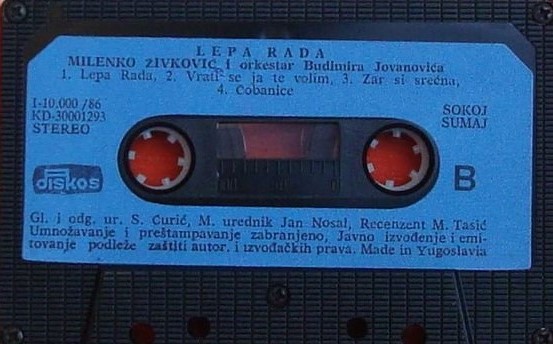 LEPA RADA
MILENKO ŽIVKOVIĆ i orkestar Budimira Jovanovića
1. Lepa Rada, 2. Vrati se ja te volim, 3. Zar si srećna,
4. Čobanice
I-10.000 /86
KD-30001293
STEREO
SOKOJ
SUMAJ
diskos
B
Gl. i odg. ur. S. Ćurić, M. urednik Jan Nosal, Recenzent M. Tasić
Umnožavanje i preštampavanje zabranjeno, Javno izvođenje i emi-
tovanje podleže zaštiti autor. i izvođačkih prava. Made in Yugoslavia